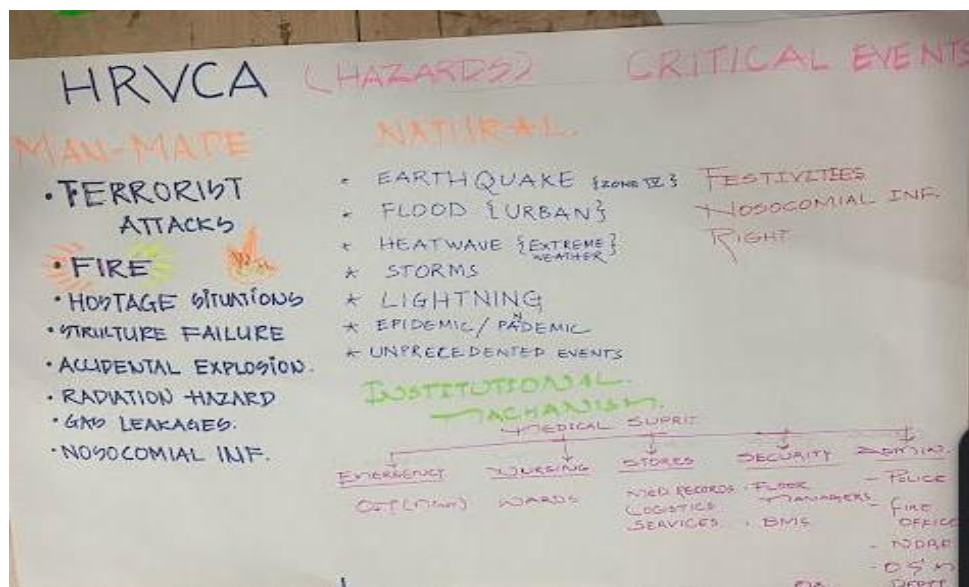 HRVCA (HAZARDS) CRITICAL EVENTS
MAN-MADE
• TERRORIST
ATTACKS
• FIRE
• HOSTAGE SITUATIONS
• STRUCTURE FAILURE
• ACCIDENTAL EXPLOSION.
• RADIATION HAZARD
• GAS LEAKAGES.
• NOSOCOMIAL INF.
NATURAL.
• EARTHQUAKE {ZONE IV}
• FLOOD {URBAN}
* HEATWAVE {EXTREME
WEATHER}
* STORMS
* LIGHTNING
* EPIDEMIC/ PANDEMIC
* UNPRECEDENTED EVENTS
FESTIVITIES
NOSOCOMIAL INF.
RIGHT
INSTITUTIONAL
MACHANISM.
MEDICAL SUPRIT
EMERGENCY
NURSING
WARDS
STORES
MED RECORDS
LOGISTICS
SERVICES
SECURITY
• FLOOR
MANAGERS
• BMS
ADMIN.
- POLICE
- FIRE
OFFICE
- NDRF